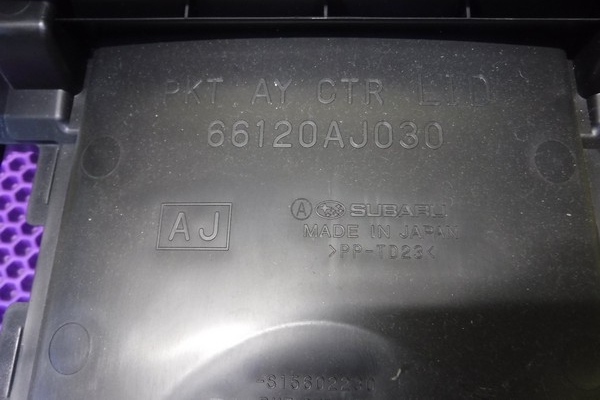 PKT AY CTR LID
66120AJ030
AJ
A SUBARU
MADE IN JAPAN
>PP-TD23<